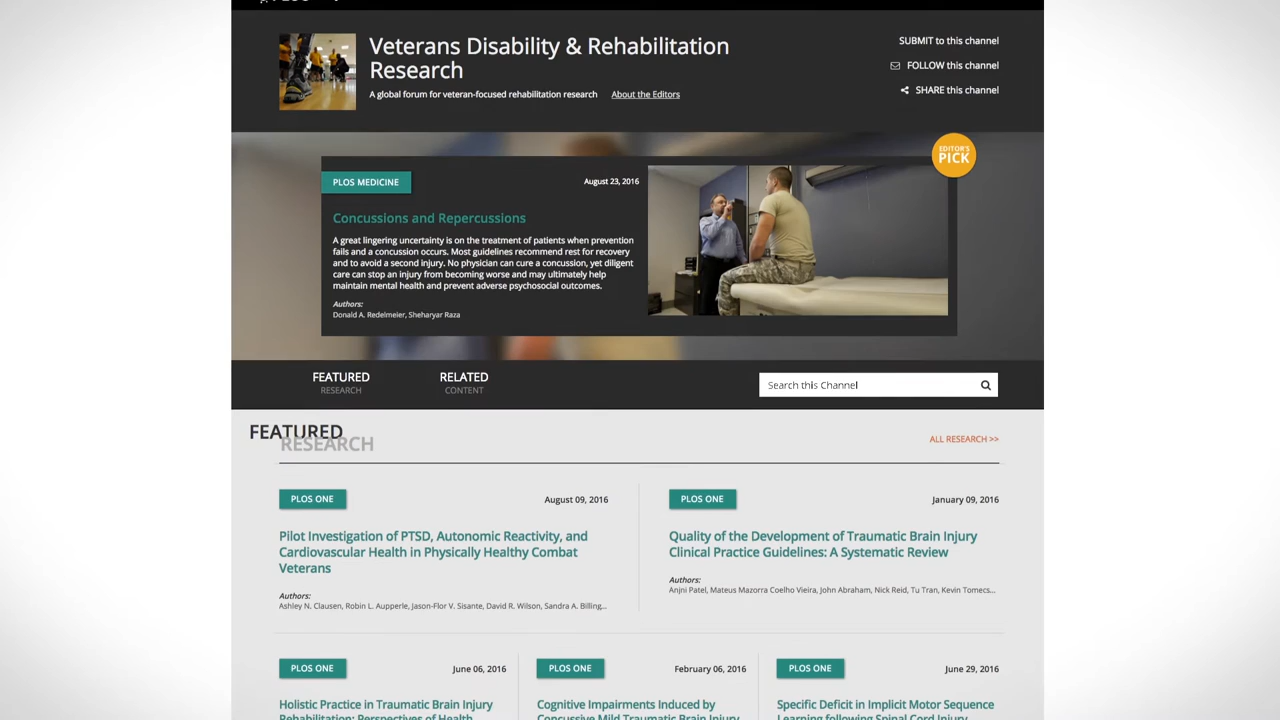 Veterans Disability & Rehabilitation
Research
A global forum for veteran-focused rehabilitation research About the Editors
SUBMIT to this channel
FOLLOW this channel
SHARE this channel
EDITOR'S
PICK
PLOS MEDICINE
August 23, 2016
Concussions and Repercussions
A great lingering uncertainty is on the treatment of patients when prevention
fails and a concussion occurs. Most guidelines recommend rest for recovery
and to avoid a second injury. No physician can cure a concussion, yet diligent
care can stop an injury from becoming worse and may ultimately help
maintain mental health and prevent adverse psychosocial outcomes.
Authors:
Donald A. Redelmeier, Sheharyar Raza
FEATURED
RESEARCH
RELATED
CONTENT
Search this Channel
FEATURED
RESEARCH
ALL RESEARCH >>
PLOS ONE
August 09, 2016
Pilot Investigation of PTSD, Autonomic Reactivity, and
Cardiovascular Health in Physically Healthy Combat
Veterans
Authors:
Ashley N. Clausen, Robin L. Aupperle, Jason-Flor V. Sisante, David R. Wilson, Sandra A. Billing...
PLOS ONE
January 09, 2016
Quality of the Development of Traumatic Brain Injury
Clinical Practice Guidelines: A Systematic Review
Authors:
Anjni Patel, Mateus Mazorra Coelho Vieira, John Abraham, Nick Reid, Tu Tran, Kevin Tomecs...
PLOS ONE
June 06, 2016
Holistic Practice in Traumatic Brain Injury
Rehabilitation: Perspectives of Health
PLOS ONE
February 06, 2016
Cognitive Impairments Induced by
Concussive Mild Traumatic Brain Injury
PLOS ONE
June 29, 2016
Specific Deficit in Implicit Motor Sequence
Learning following Spinal Cord Injury